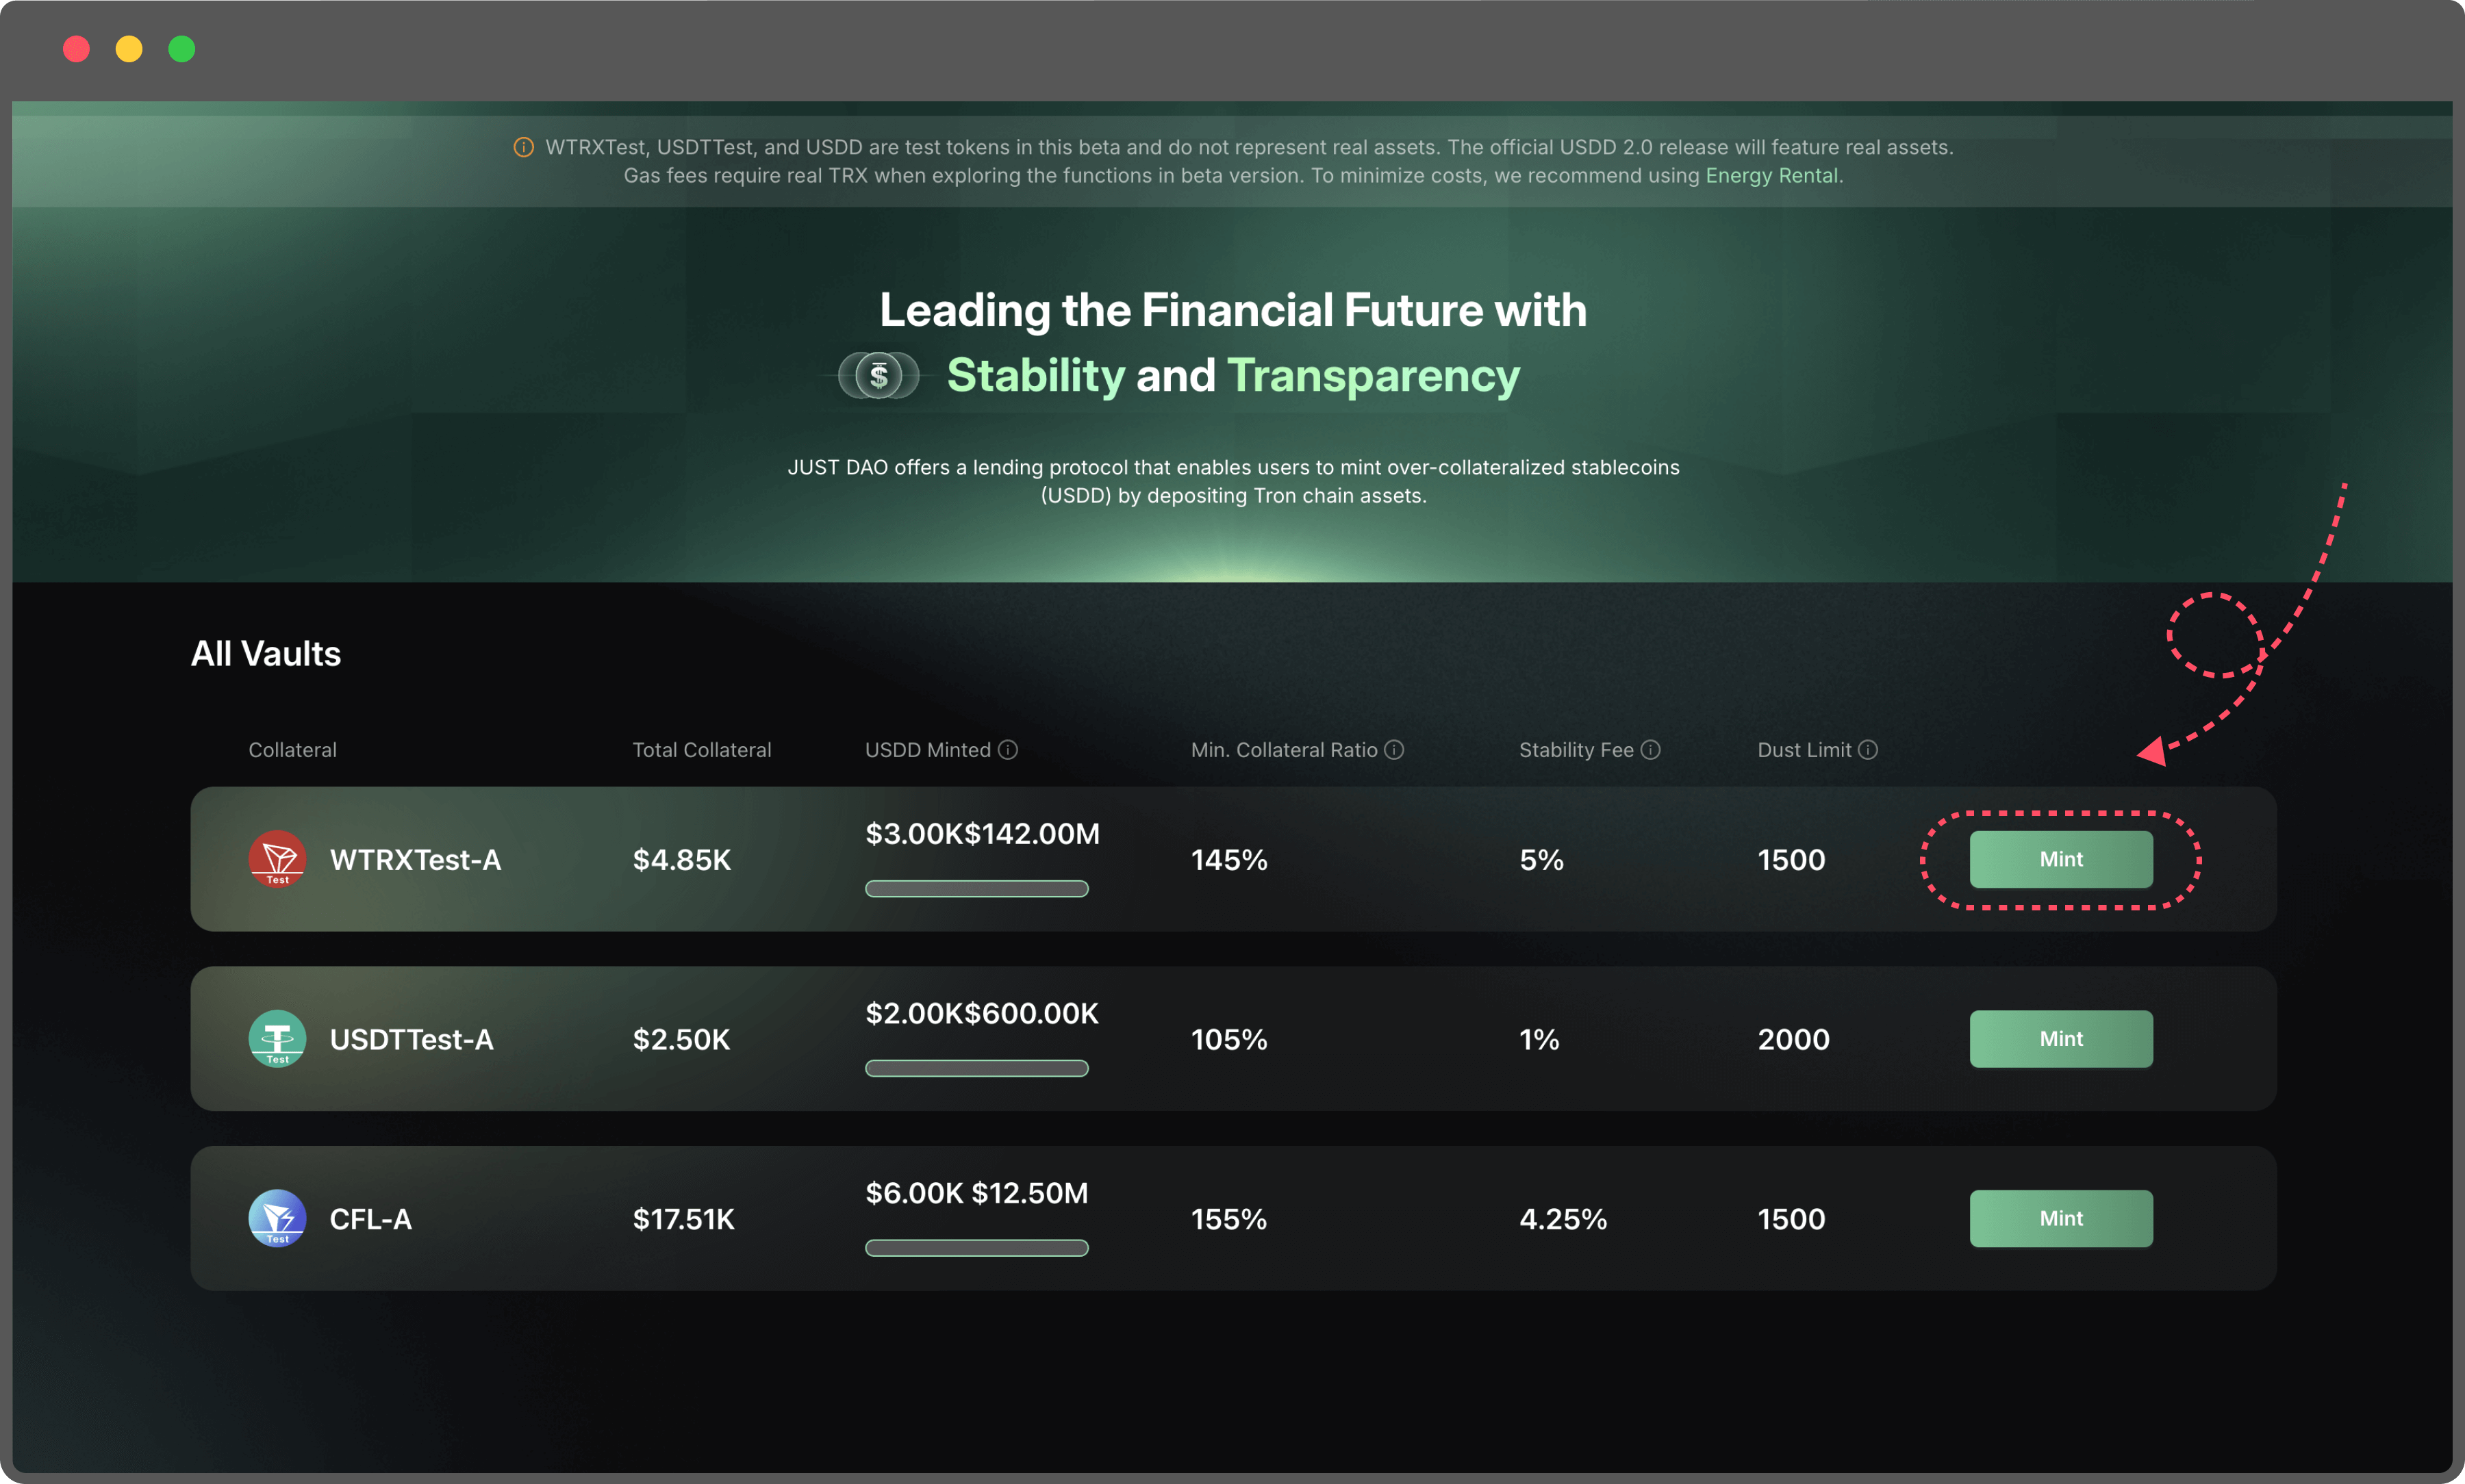 WTRXTest, USDTTest, and USDD are test tokens in this beta and do not represent real assets. The official USDD 2.0 release will feature real assets.
Gas fees require real TRX when exploring the functions in beta version. To minimize costs, we recommend using Energy Rental.
Leading the Financial Future with
Stability and Transparency
JUST DAO offers a lending protocol that enables users to mint over-collateralized stablecoins
(USDD) by depositing Tron chain assets.
All Vaults
Collateral Total Collateral USDD Minted Min. Collateral Ratio Stability Fee Dust Limit
Test WTRXTest-A $4.85K $3.00K$142.00M 145% 5% 1500 Mint
Test USDTTest-A $2.50K $2.00K$600.00K 105% 1% 2000 Mint
Test CFL-A $17.51K $6.00K $12.50M 155% 4.25% 1500 Mint